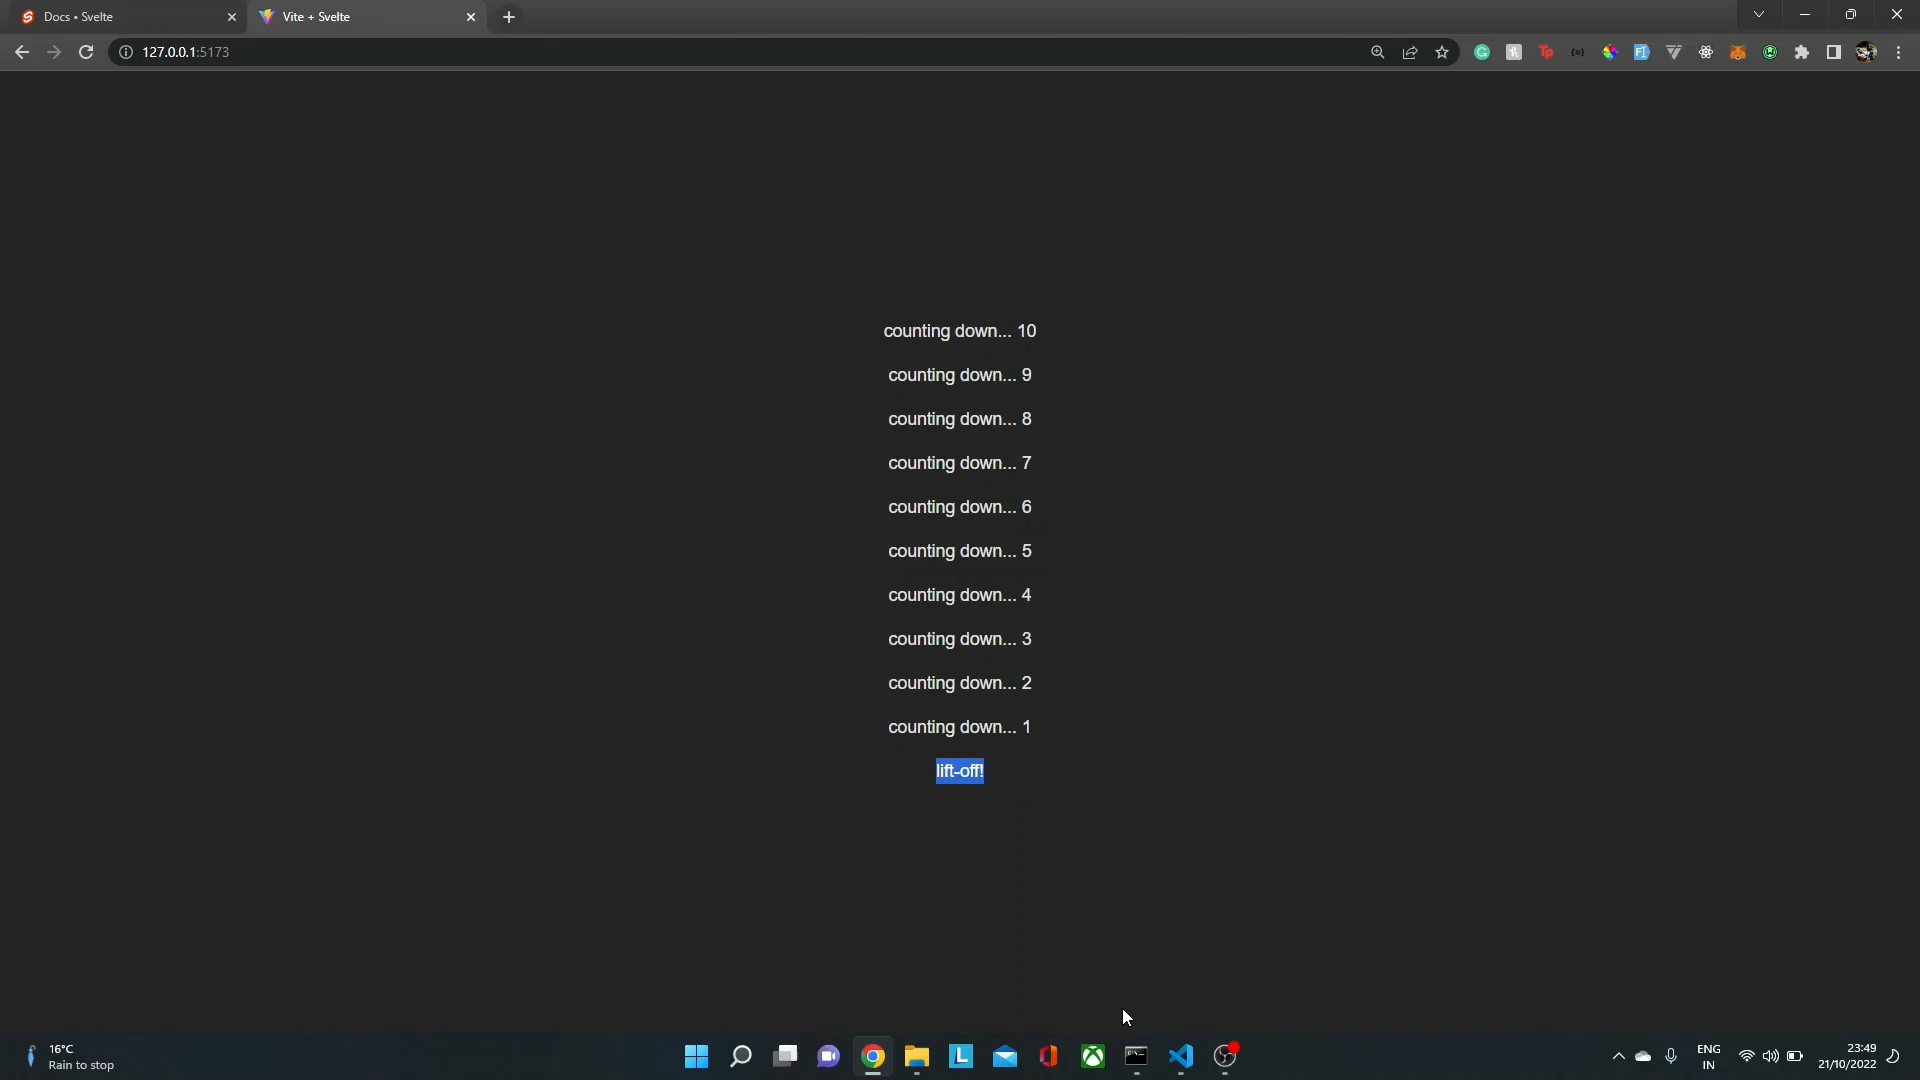 Docs • Svelte
Vite + Svelte
127.0.0.1:5173
counting down... 10
counting down... 9
counting down... 8
counting down... 7
counting down... 6
counting down... 5
counting down... 4
counting down... 3
counting down... 2
counting down... 1
lift-off!
16°C
Rain to stop
ENG
IN
23:49
21/10/2022